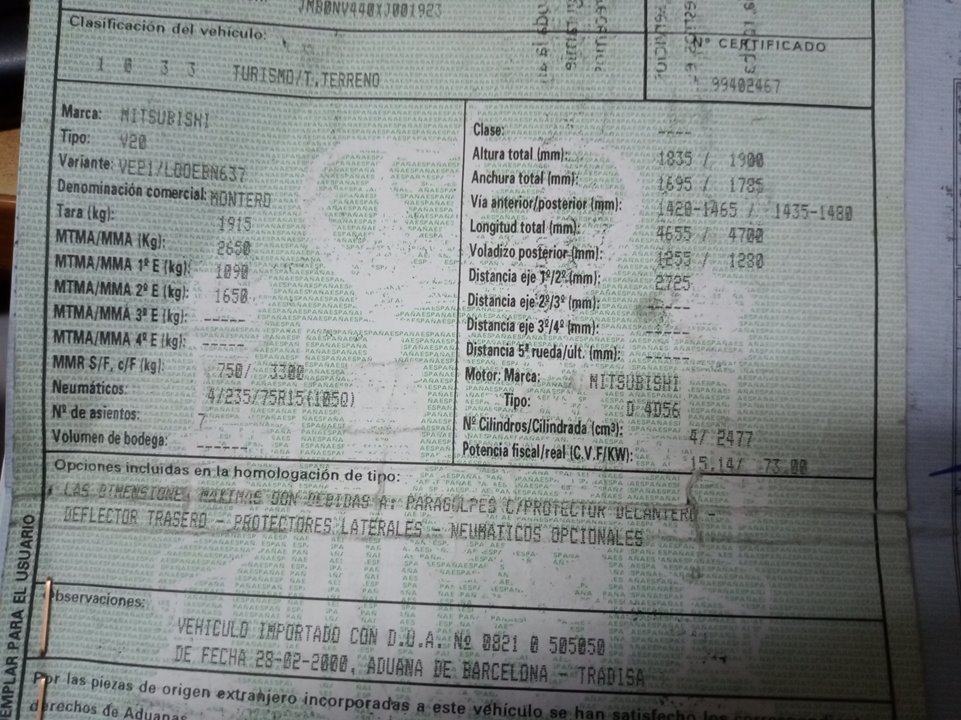 JMB0NV440XJ001923
Clasificación del vehículo:
Nº CERTIFICADO
1 0 3 3 TURISMO/T.TERRENO
99402467
Marca: MITSUBISHI
Tipo: V20
Variante: VEP1/LOOEBN637
Denominación comercial: MONTERO
Tara (kg): 1915
MTMA/MMA (Kg): 2650
MTMA/MMA 1º E (kg): 1090
MTMA/MMA 2º E (kg): 1650
MTMA/MMA 3º E (kg): -----
MTMA/MMA 4º E (kg): -----
MMR S/F, c/F (kg): 750/ 3300
Neumáticos: 4/235/75R15(105Q)
Nº de asientos: 7
Volumen de bodega: -----
Clase: ----
Altura total (mm): 1835 / 1900
Anchura total (mm): 1695 / 1785
Vía anterior/posterior (mm): 1420-1465 / 1435-1480
Longitud total (mm): 4655 / 4700
Voladizo posterior (mm): 1255 / 1280
Distancia eje 1º/2º (mm): 2725
Distancia eje 2º/3º (mm): -----
Distancia eje 3º/4º (mm): -----
Distancia 5ª rueda/últ. (mm): -----
Motor: Marca: MITSUBISHI
Tipo: D 4D56
Nº Cilindros/Cilindrada (cm³): 4/ 2477
Potencia fiscal/real (C.V.F/KW): 15.14/ 73.00
Opciones incluidas en la homologación de tipo:
LAS DIMENSIONES MAXIMAS SON DEBIDAS A: PARAGOLPES C/PROTECTOR DELANTERO -
DEFLECTOR TRASERO - PROTECTORES LATERALES - NEUMATICOS OPCIONALES
Observaciones:
VEHICULO IMPORTADO CON D.U.A. Nº 0821 0 505050
DE FECHA 28-02-2000, ADUANA DE BARCELONA - TRADISA
Por las piezas de origen extranjero incorporadas a este vehículo se han satisfecho los
derechos de Aduanas
EMPLAR PARA EL USUARIO